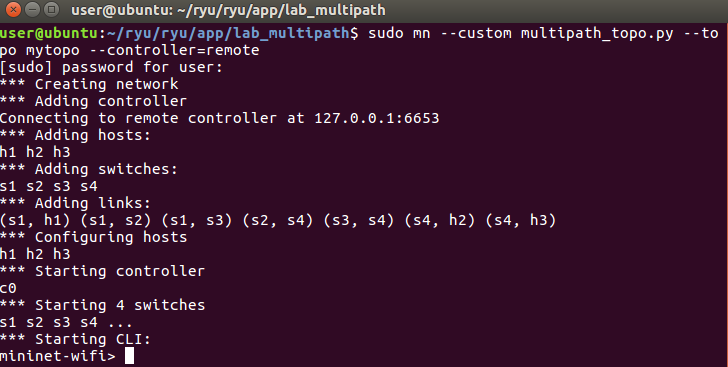 user@ubuntu: ~/ryu/ryu/app/lab_multipath
user@ubuntu:~/ryu/ryu/app/lab_multipath$ sudo mn --custom multipath_topo.py --to
po mytopo --controller=remote
[sudo] password for user:
*** Creating network
*** Adding controller
Connecting to remote controller at 127.0.0.1:6653
*** Adding hosts:
h1 h2 h3
*** Adding switches:
s1 s2 s3 s4
*** Adding links:
(s1, h1) (s1, s2) (s1, s3) (s2, s4) (s3, s4) (s4, h2) (s4, h3)
*** Configuring hosts
h1 h2 h3
*** Starting controller
c0
*** Starting 4 switches
s1 s2 s3 s4 ...
*** Starting CLI:
mininet-wifi>